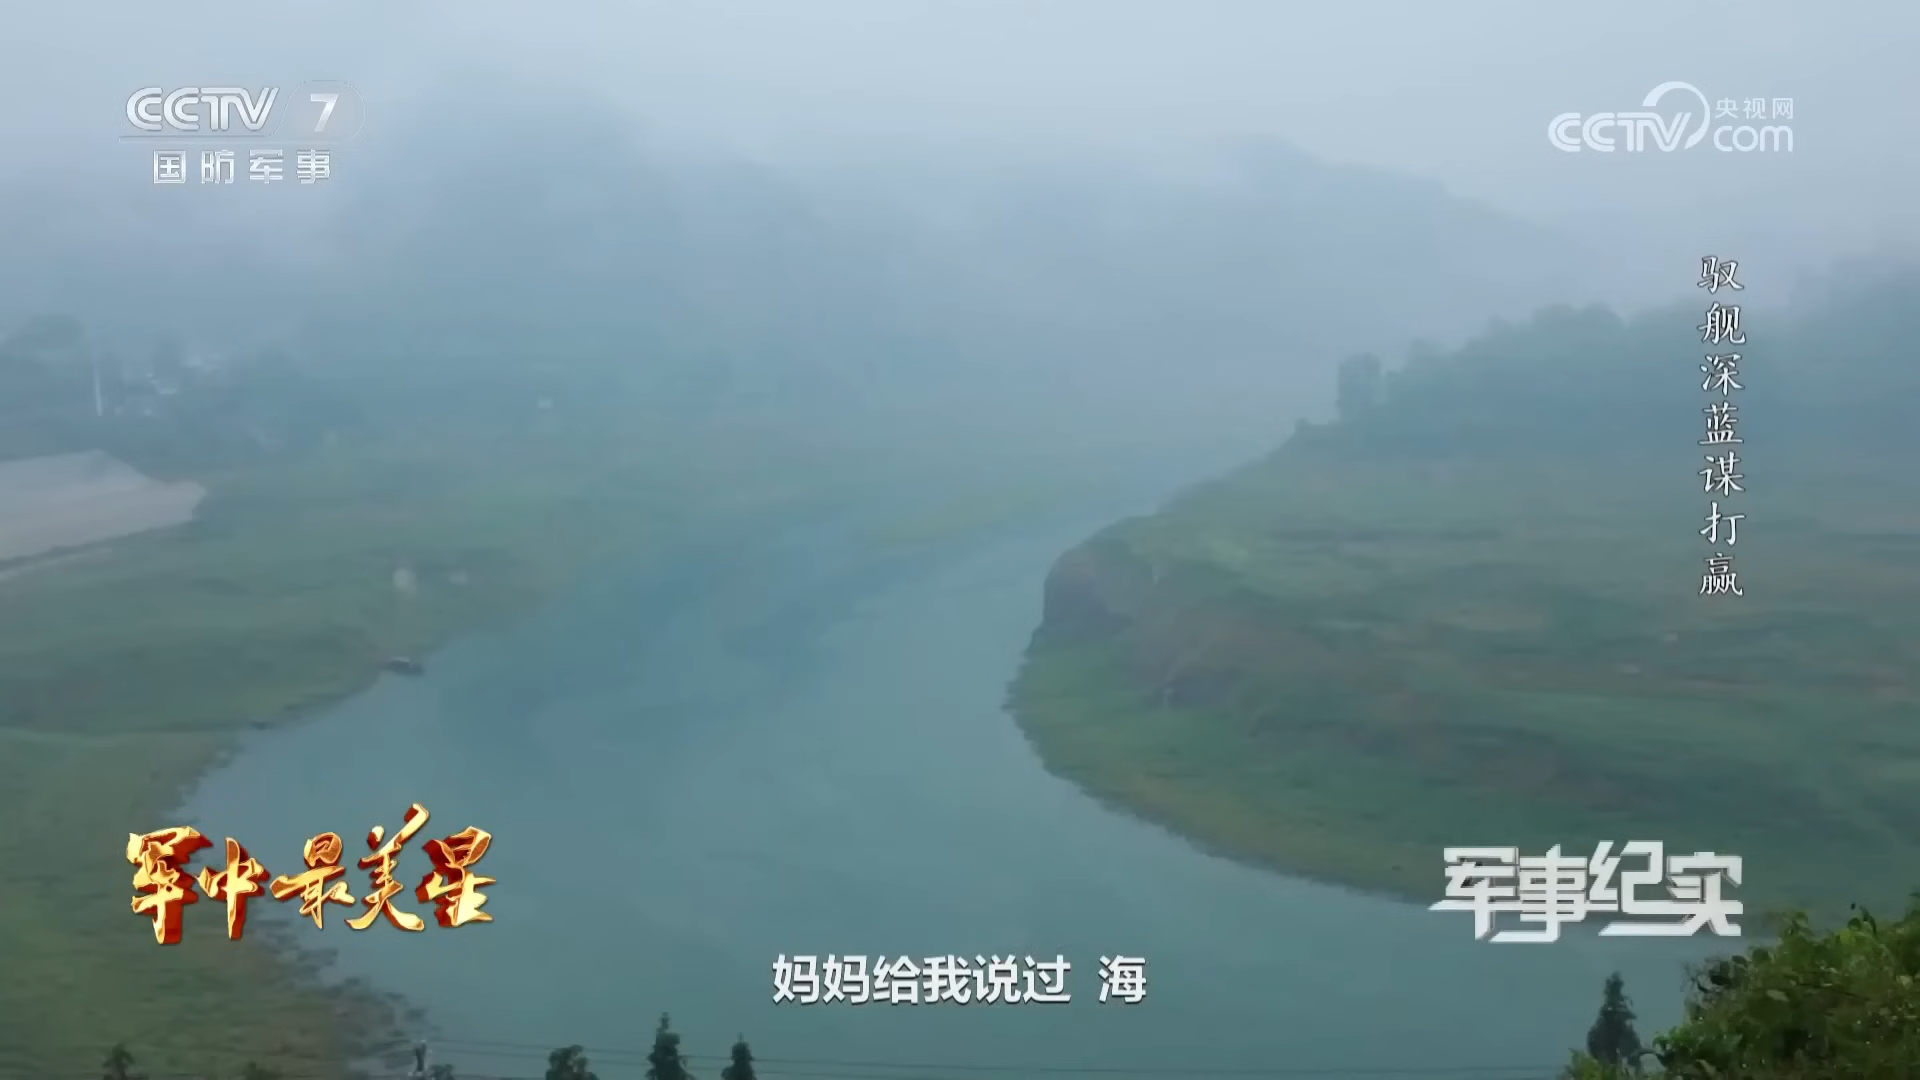 CCTV 7
国防军事
CCTV 央视网
com
驭舰深蓝谋打赢
军中最美星
军事纪实
妈妈给我说过 海